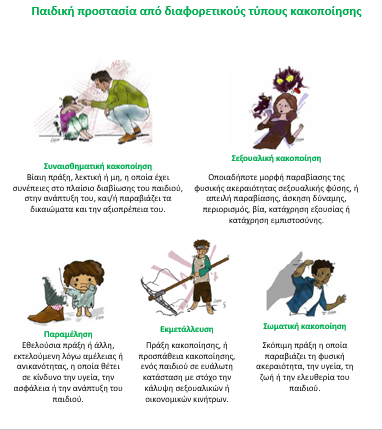 Παιδική προστασία από διαφορετικούς τύπους κακοποίησης
Συναισθηματική κακοποίηση
Βίαιη πράξη, λεκτική ή μη, η οποία έχει
συνέπειες στο πλαίσιο διαβίωσης του παιδιού,
στην ανάπτυξη του, και/ή παραβιάζει τα
δικαιώματα και την αξιοπρέπεια του.
Σεξουαλική κακοποίηση
Οποιαδήποτε μορφή παραβίασης της
φυσικής ακεραιότητας σεξουαλικής φύσης, ή
απειλή παραβίασης, άσκηση δύναμης,
περιορισμός, βία, κατάχρηση εξουσίας ή
κατάχρηση εμπιστοσύνης.
Παραμέληση
Εθελούσια πράξη ή άλλη,
εκτελούμενη λόγω αμέλειας ή
ανικανότητας, η οποία θέτει
σε κίνδυνο την υγεία, την
ασφάλεια ή την ανάπτυξη του
παιδιού.
Εκμετάλλευση
Πράξη κακοποίησης, ή
προσπάθεια κακοποίησης,
ενός παιδιού σε ευάλωτη
κατάσταση με στόχο την
κάλυψη σεξουαλικών ή
οικονομικών κινήτρων.
Σωματική κακοποίηση
Σκόπιμη πράξη η οποία
παραβιάζει τη φυσική
ακεραιότητα, την υγεία, τη
ζωή ή την ελευθερία του
παιδιού.